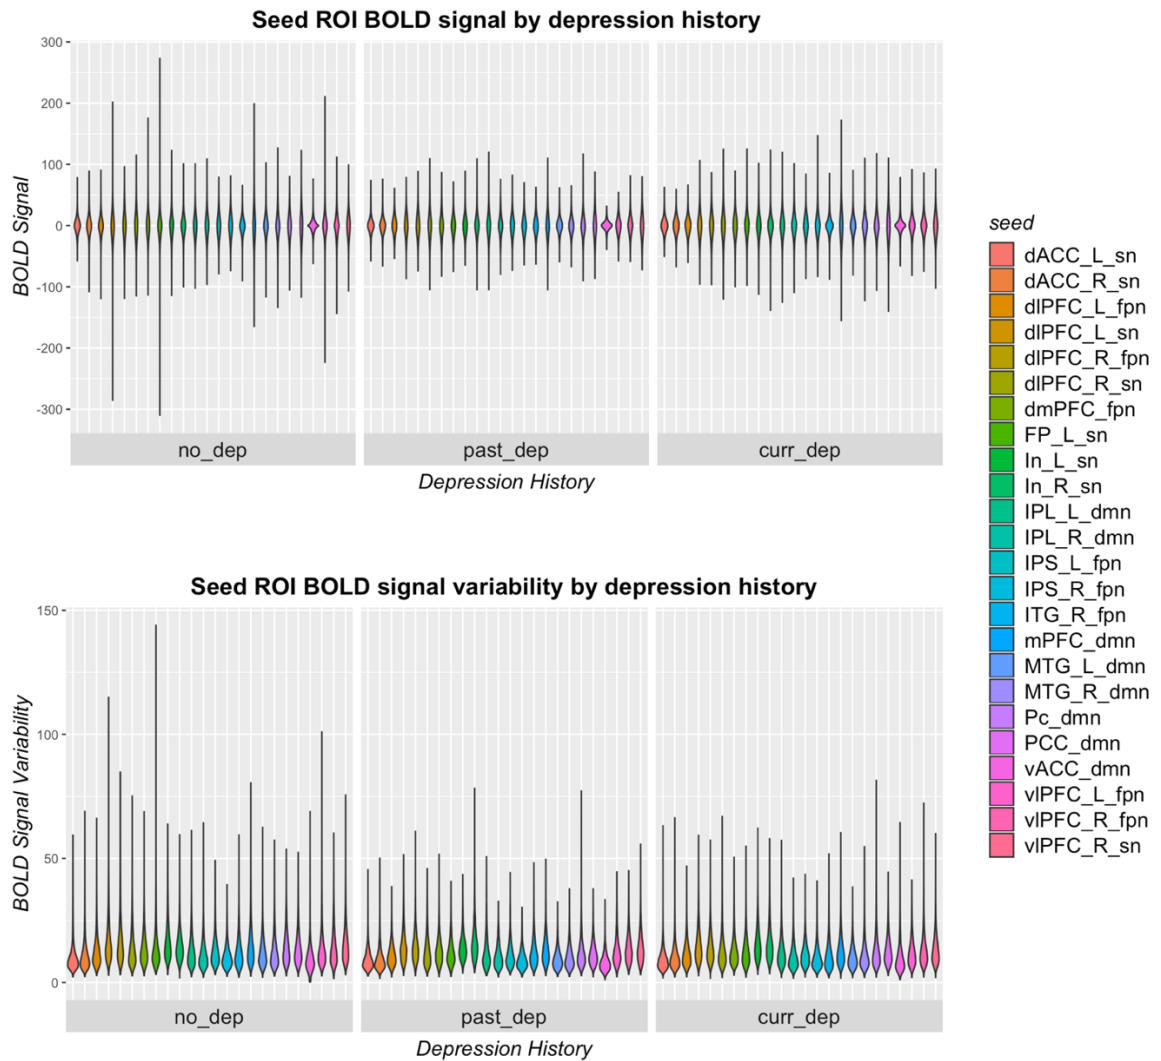 Seed ROI BOLD signal by depression history
300
200
100
0
-100
-200
-300
BOLD Signal
no_dep
past_dep
curr_dep
Depression History
seed
dACC_L_sn
dACC_R_sn
dlPFC_L_fpn
dlPFC_L_sn
dlPFC_R_fpn
dlPFC_R_sn
dmPFC_fpn
FP_L_sn
In_L_sn
In_R_sn
IPL_L_dmn
IPL_R_dmn
IPS_L_fpn
IPS_R_fpn
ITG_R_fpn
mPFC_dmn
MTG_L_dmn
MTG_R_dmn
Pc_dmn
PCC_dmn
vACC_dmn
vlPFC_L_fpn
vlPFC_R_fpn
vlPFC_R_sn
Seed ROI BOLD signal variability by depression history
150
100
50
0
BOLD Signal Variability
no_dep
past_dep
curr_dep
Depression History